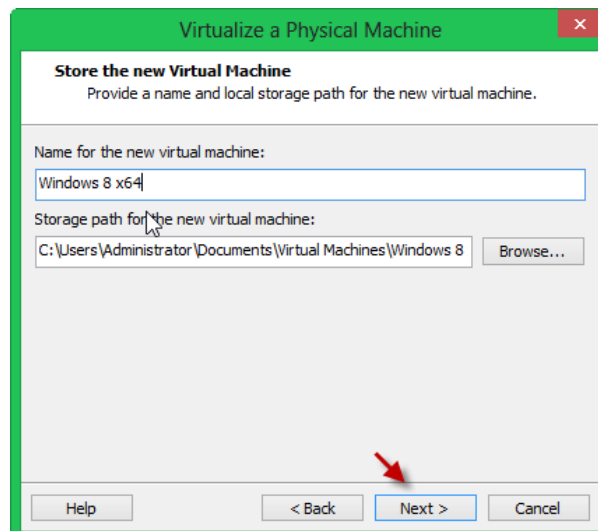 Virtualize a Physical Machine
Store the new Virtual Machine
Provide a name and local storage path for the new virtual machine.
Name for the new virtual machine:
Windows 8 x64
Storage path for the new virtual machine:
C:\Users\Administrator\Documents\Virtual Machines\Windows 8
Browse...
Help
< Back
Next >
Cancel